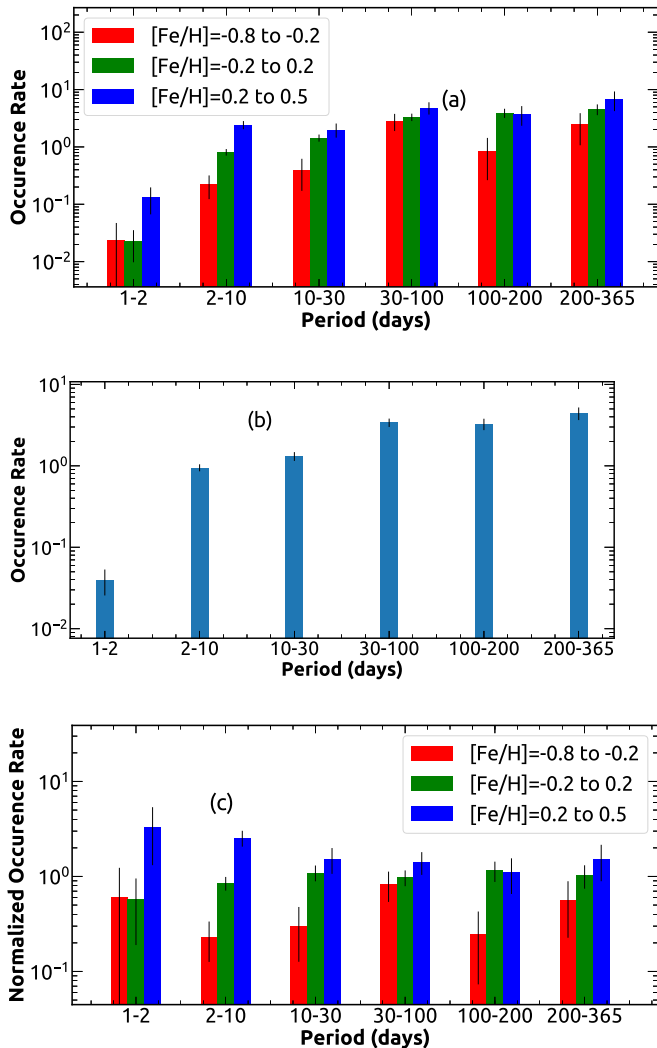 [Fe/H]=-0.8 to -0.2
[Fe/H]=-0.2 to 0.2
[Fe/H]=0.2 to 0.5
(a)
Occurence Rate
10²
10¹
10⁰
10⁻¹
10⁻²
1-2 2-10 10-30 30-100 100-200 200-365
Period (days)
(b)
Occurence Rate
10¹
10⁰
10⁻¹
10⁻²
1-2 2-10 10-30 30-100 100-200 200-365
Period (days)
[Fe/H]=-0.8 to -0.2
[Fe/H]=-0.2 to 0.2
[Fe/H]=0.2 to 0.5
(c)
Normalized Occurence Rate
10¹
10⁰
10⁻¹
1-2 2-10 10-30 30-100 100-200 200-365
Period (days)